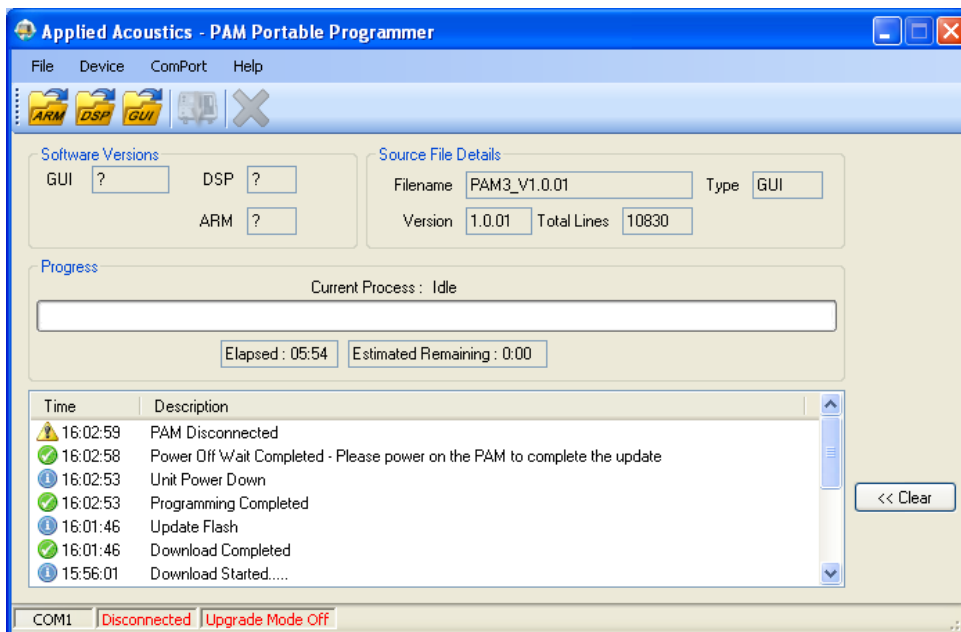 Applied Acoustics - PAM Portable Programmer
File Device ComPort Help
ARM DSP GUI
Software Versions
GUI ? DSP ?
ARM ?
Source File Details
Filename PAM3_V1.0.01 Type GUI
Version 1.0.01 Total Lines 10830
Progress
Current Process : Idle
Elapsed : 05:54 Estimated Remaining : 0:00
Time Description
16:02:59 PAM Disconnected
16:02:58 Power Off Wait Completed - Please power on the PAM to complete the update
16:02:53 Unit Power Down
16:02:53 Programming Completed
16:01:46 Update Flash
16:01:46 Download Completed
15:56:01 Download Started.....
<< Clear
COM1 Disconnected Upgrade Mode Off